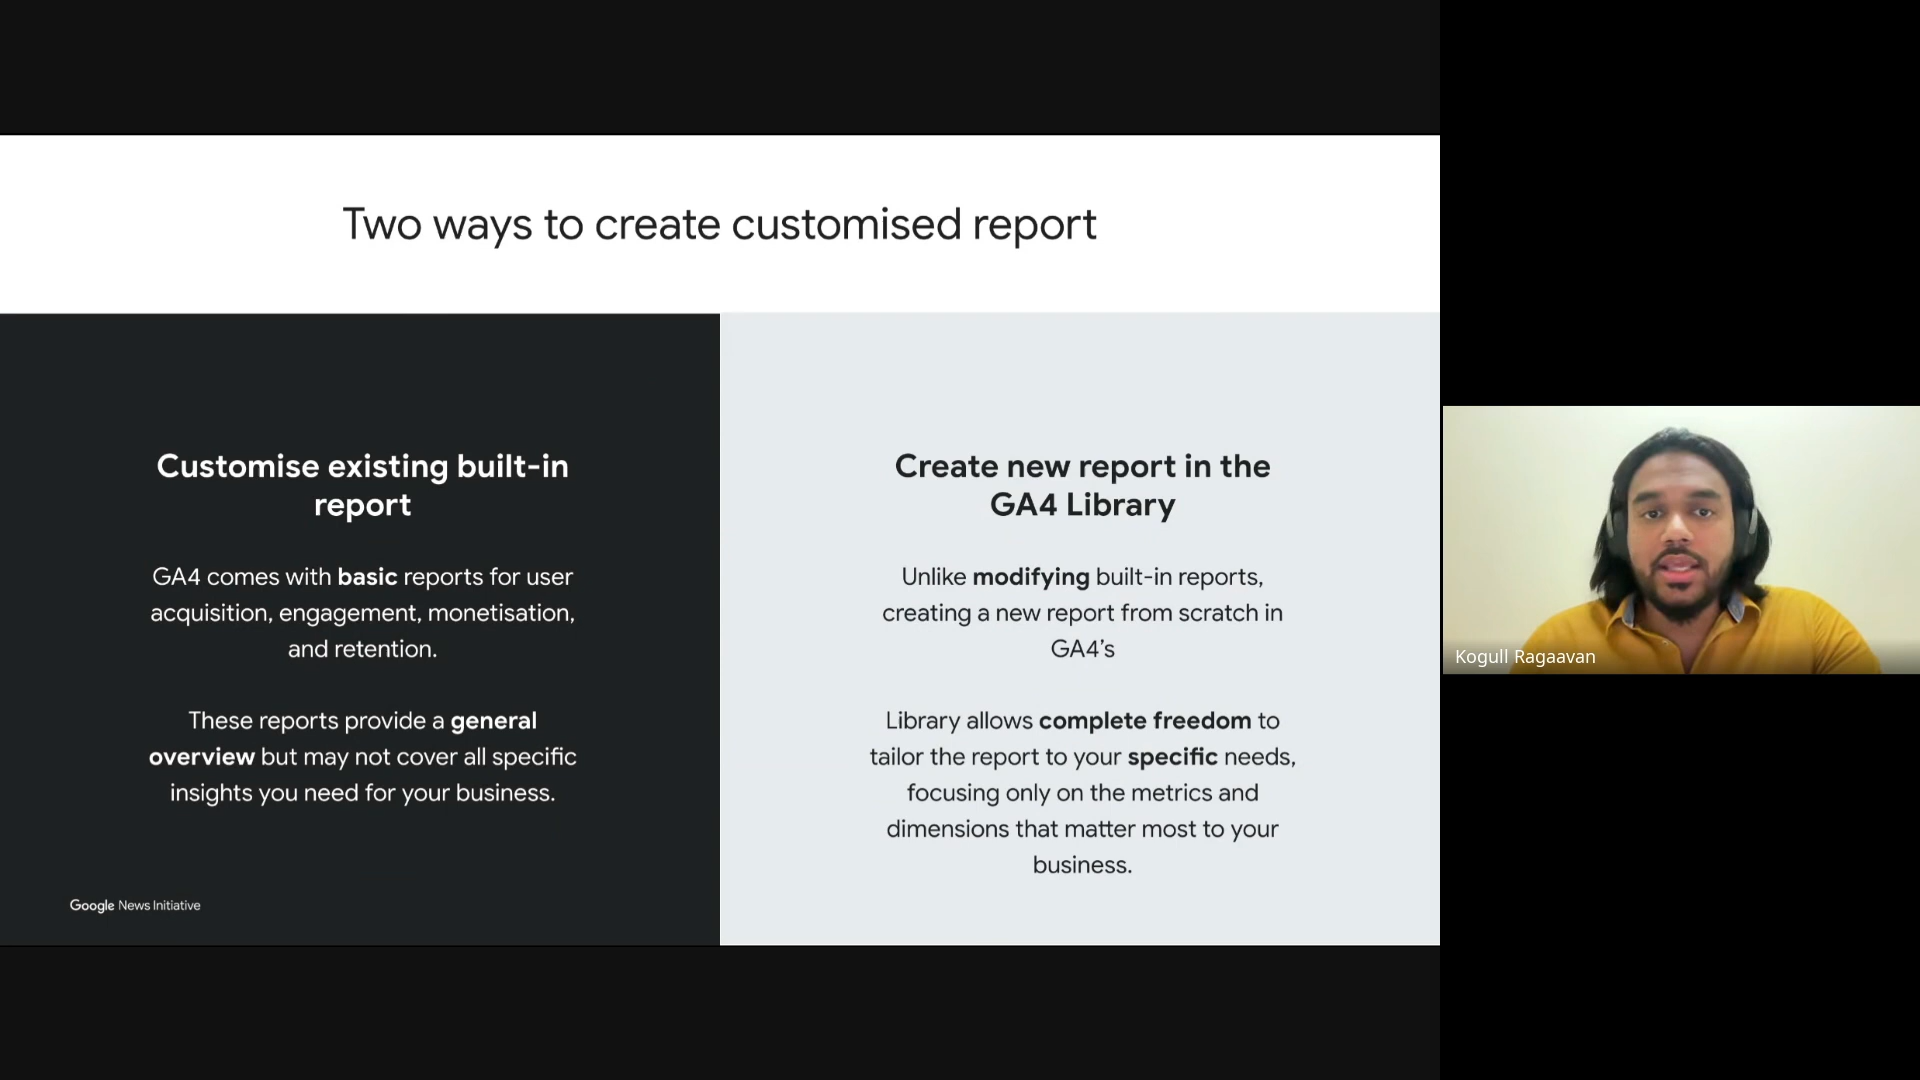 Two ways to create customised report
Customise existing built-in
report
GA4 comes with basic reports for user
acquisition, engagement, monetisation,
and retention.
These reports provide a general
overview but may not cover all specific
insights you need for your business.
Google News Initiative
Create new report in the
GA4 Library
Unlike modifying built-in reports,
creating a new report from scratch in
GA4’s
Library allows complete freedom to
tailor the report to your specific needs,
focusing only on the metrics and
dimensions that matter most to your
business.
Kogull Ragaavan